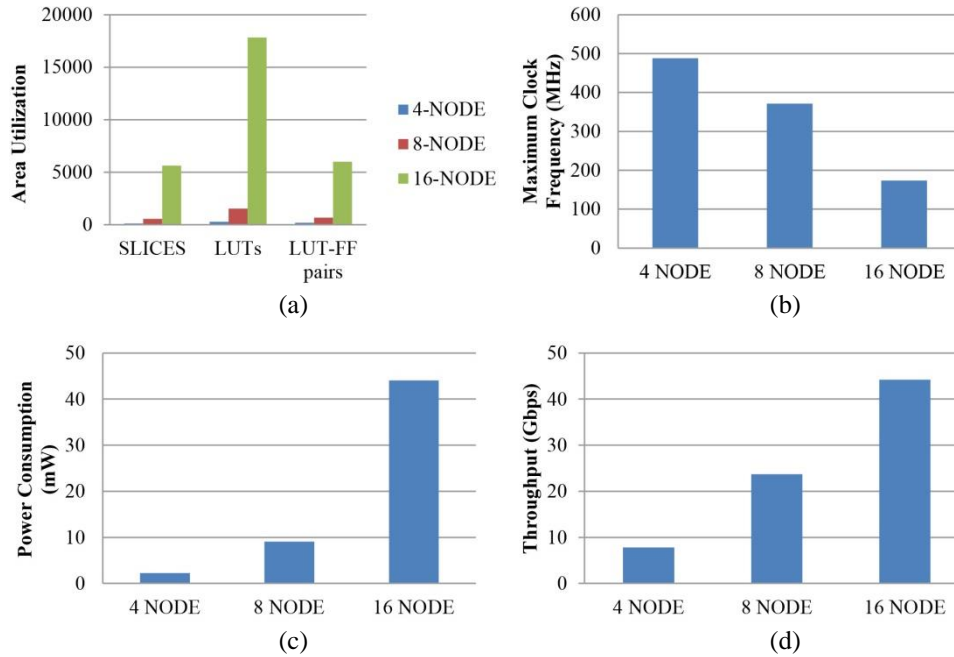 20000
15000
10000
5000
0
Area Utilization
SLICES LUTs LUT-FF pairs
4-NODE
8-NODE
16-NODE
(a)
600
500
400
300
200
100
0
Maximum Clock
Frequency (MHz)
4 NODE 8 NODE 16 NODE
(b)
50
40
30
20
10
0
Power Consumption
(mW)
4 NODE 8 NODE 16 NODE
(c)
50
40
30
20
10
0
Throughput (Gbps)
4 NODE 8 NODE 16 NODE
(d)